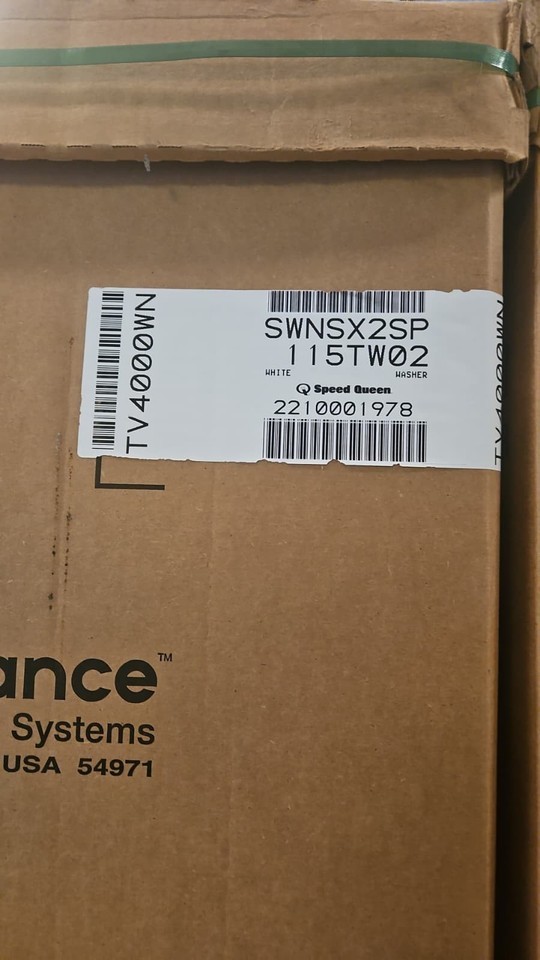 TV4000WN
SWNSX2SP
115TW02
WHITE WASHER
Speed Queen
2210001978
TV4000WN
ance™
Systems
USA 54971